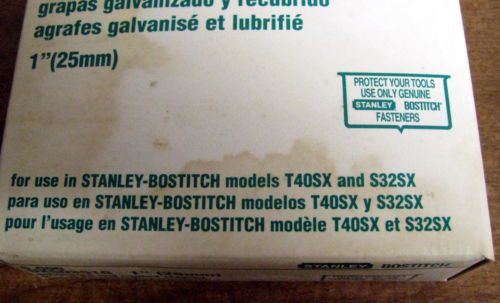 grapas galvanizado y recubrido
agrafes galvanisé et lubrifié
1"(25mm)
PROTECT YOUR TOOLS
USE ONLY GENUINE
STANLEY BOSTITCH
FASTENERS
for use in STANLEY-BOSTITCH models T40SX and S32SX
para uso en STANLEY-BOSTITCH modelos T40SX y S32SX
pour l'usage en STANLEY-BOSTITCH modèle T40SX et S32SX
1" (25mm)
STANLEY BOSTITCH